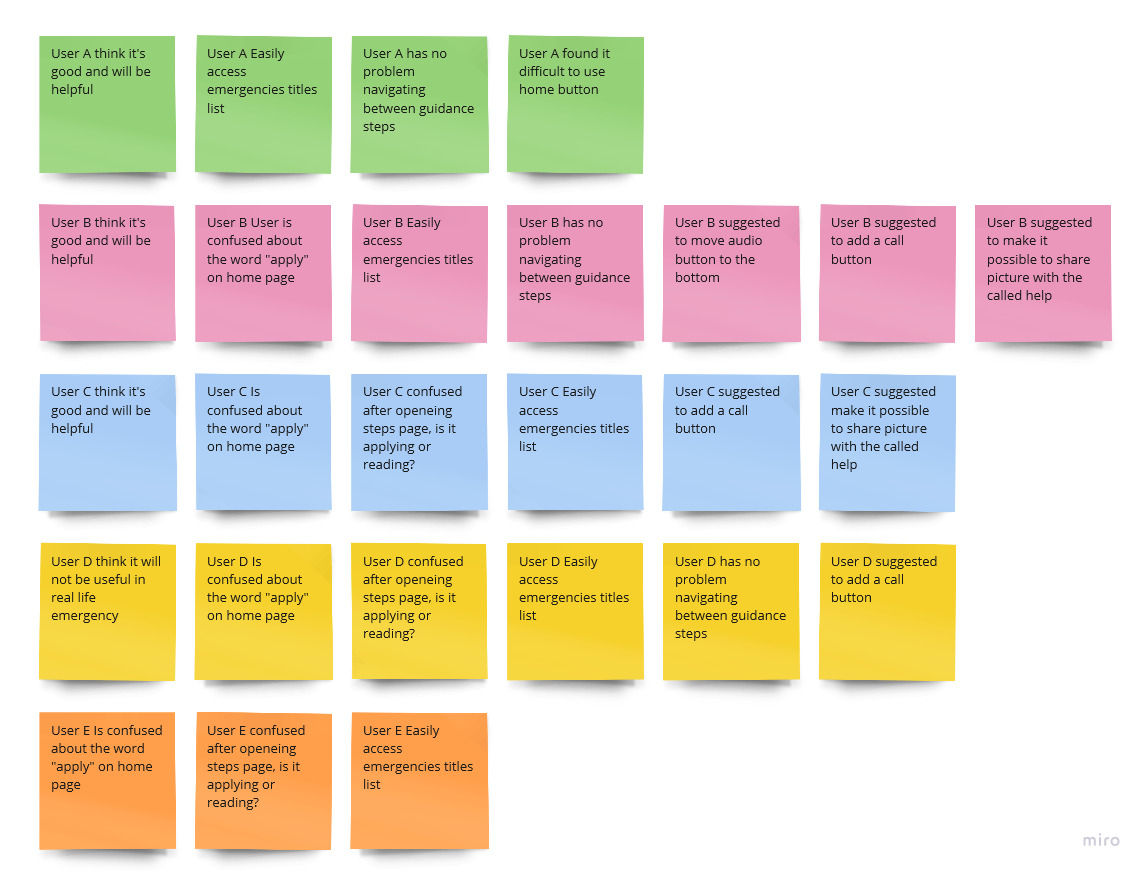 User A think it's
good and will be
helpful
User A Easily
access
emergencies titles
list
User A has no
problem
navigating
between guidance
steps
User A found it
difficult to use
home button
User B think it's
good and will be
helpful
User B User is
confused about
the word "apply"
on home page
User B Easily
access
emergencies titles
list
User B has no
problem
navigating
between guidance
steps
User B suggested
to move audio
button to the
bottom
User B suggested
to add a call
button
User B suggested
to make it
possible to share
picture with the
called help
User C think it's
good and will be
helpful
User C Is
confused about
the word "apply"
on home page
User C confused
after openeing
steps page, is it
applying or
reading?
User C Easily
access
emergencies titles
list
User C suggested
to add a call
button
User C suggested
make it possible
to share picture
with the called
help
User D think it will
not be useful in
real life
emergency
User D Is
confused about
the word "apply"
on home page
User D confused
after openeing
steps page, is it
applying or
reading?
User D Easily
access
emergencies titles
list
User D has no
problem
navigating
between guidance
steps
User D suggested
to add a call
button
User E Is confused
about the word
"apply" on home
page
User E confused
after openeing
steps page, is it
applying or
reading?
User E Easily
access
emergencies titles
list
miro